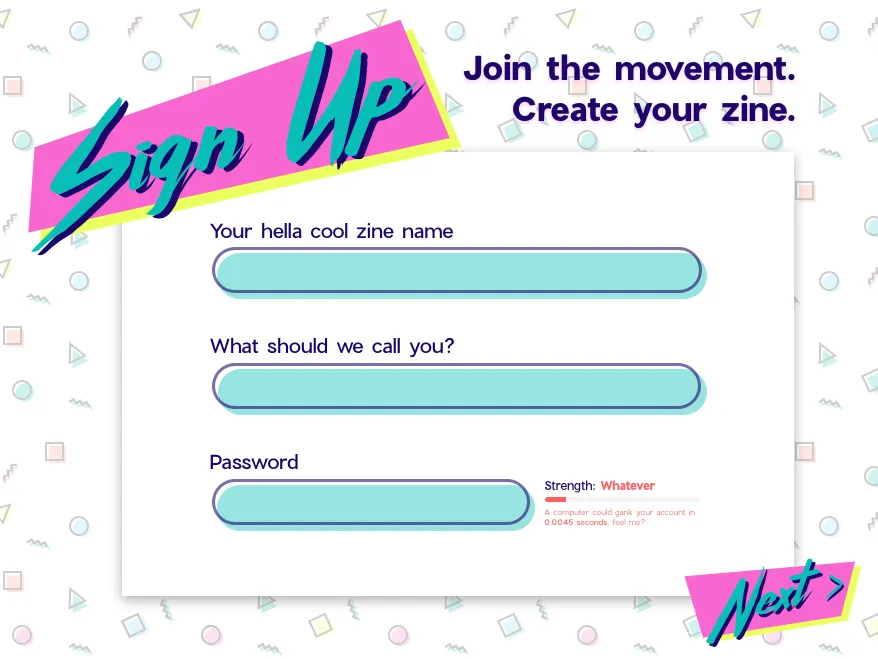 Sign Up
Join the movement.
Create your zine.
Your hella cool zine name
What should we call you?
Password
Strength: Whatever
A computer could gank your account in
0.0045 seconds, feel me?
Next >